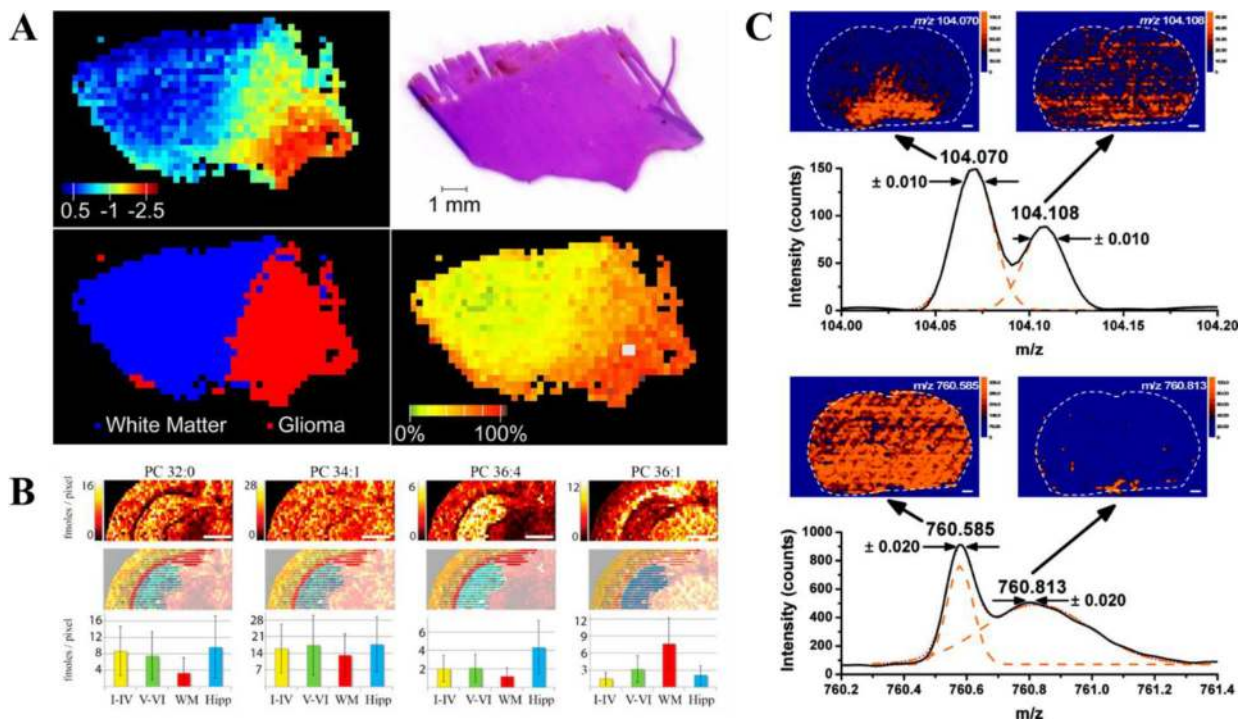 A
0.5 -1 -2.5
1 mm
White Matter Glioma
0% 100%
B
PC 32:0 PC 34:1 PC 36:4 PC 36:1
fmoles / pixel
16 28 6 12
0 0 0 0
fmoles / pixel
16 28 6 12
12 21 9
8 14 4 6
4 7 2 3
I-IV V-VI WM Hipp I-IV V-VI WM Hipp I-IV V-VI WM Hipp I-IV V-VI WM Hipp
C
m/z 104.070 m/z 104.108
104.070
± 0.010
104.108
± 0.010
Intensity (counts)
150
100
50
0
104.00 104.05 104.10 104.15 104.20
m/z
m/z 760.585 m/z 760.813
760.585
± 0.020
760.813
± 0.020
Intensity (counts)
1000
800
600
400
200
0
760.2 760.4 760.6 760.8 761.0 761.2 761.4
m/z